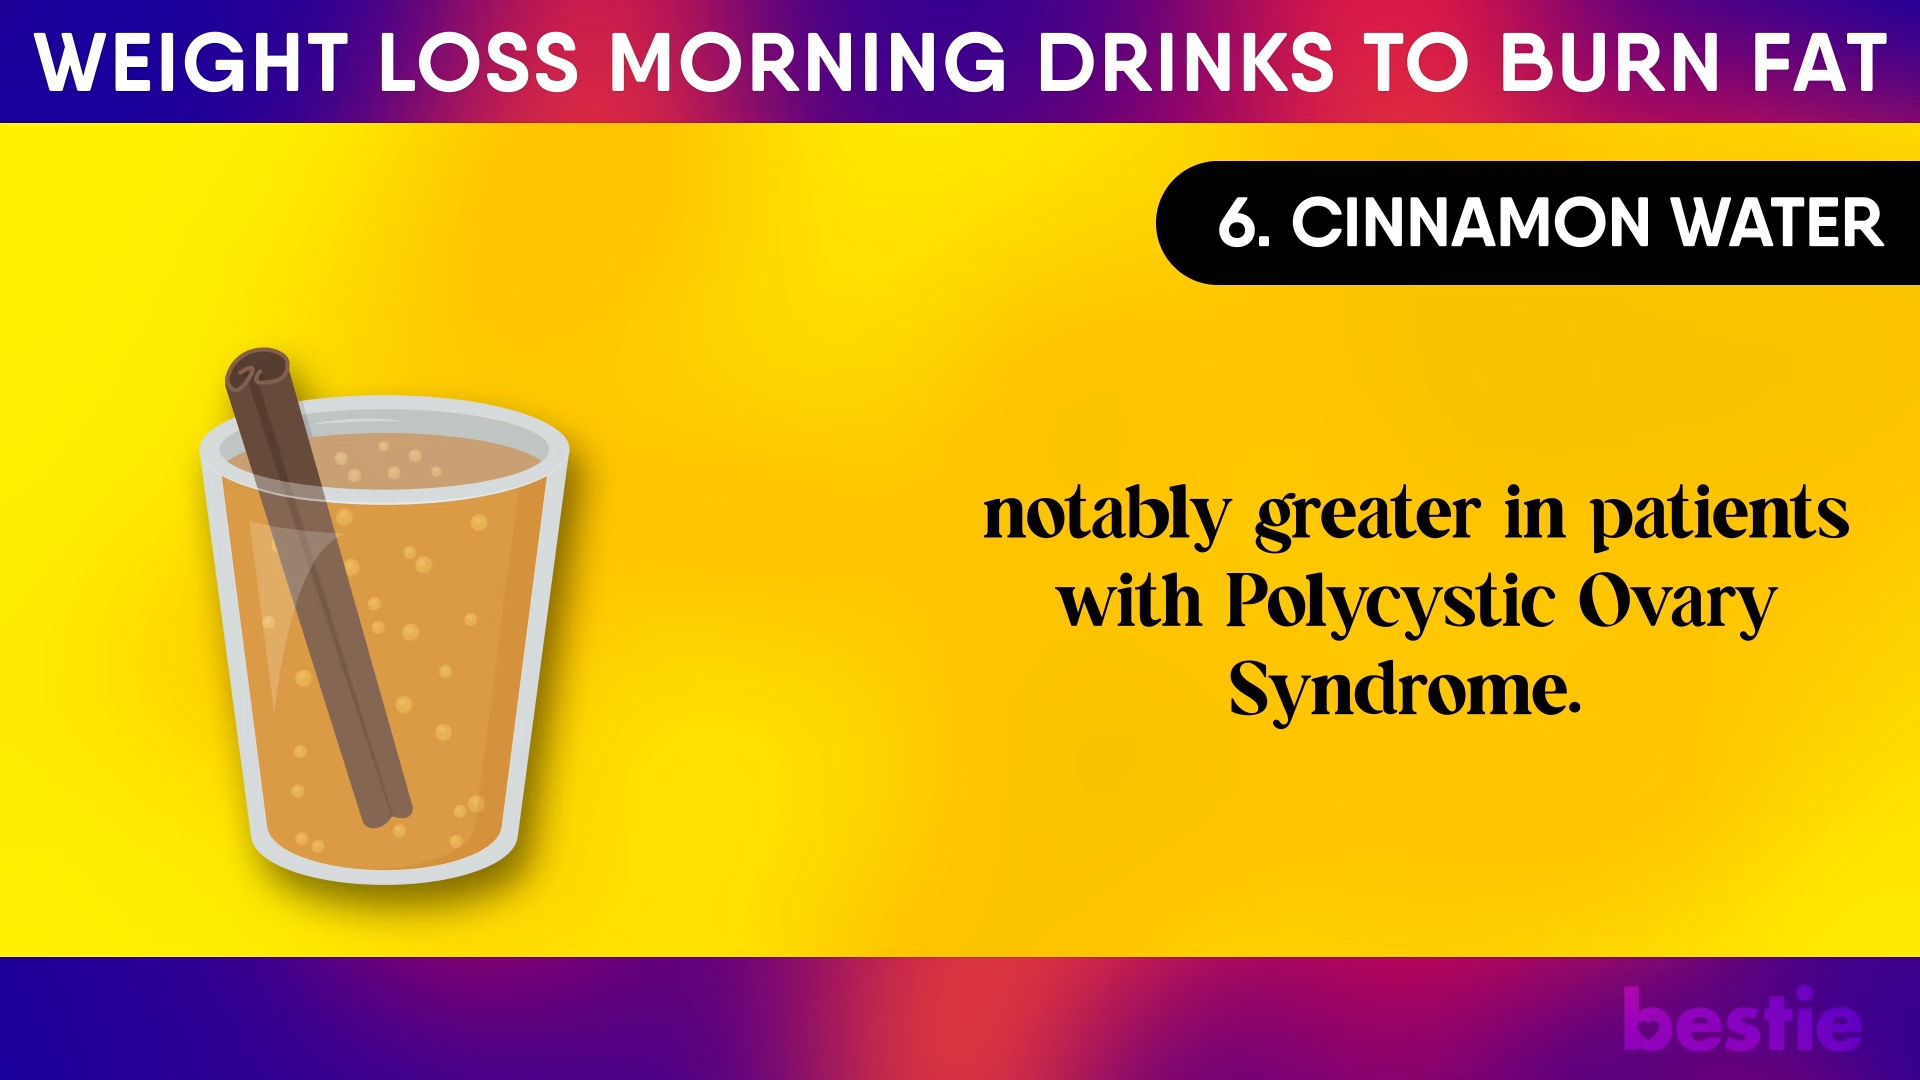 WEIGHT LOSS MORNING DRINKS TO BURN FAT
6. CINNAMON WATER
notably greater in patients
with Polycystic Ovary
Syndrome.
bestie